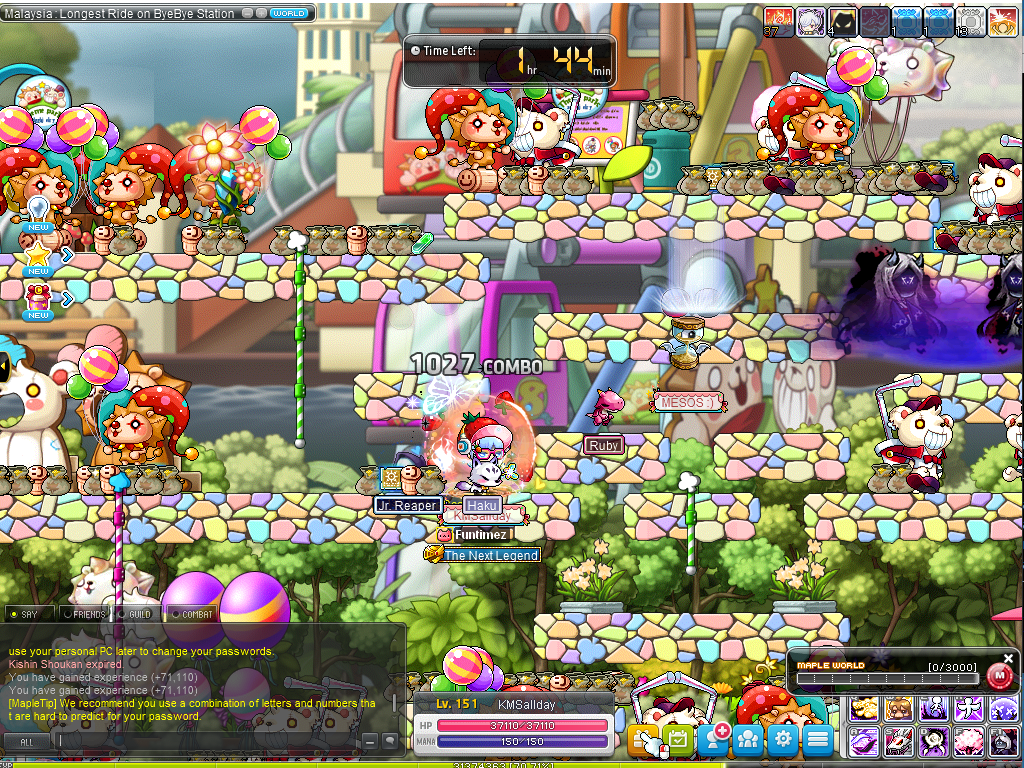 Malaysia: Longest Ride on ByeBye Station
WORLD
Time Left:
1 hr 44 min
NEW
NEW
NEW
1027 COMBO
MESOS :)
Ruby
Jr. Reaper
Haku
KMSallday
Funtimez
The Next Legend
SAY FRIENDS GUILD COMBAT
use your personal PC later to change your passwords.
Kishin Shoukan expired.
You have gained experience (+71,110)
You have gained experience (+71,110)
[MapleTip] We recommend you use a combination of letters and numbers tha
t are hard to predict for your password.
ALL
Lv. 151 KMSallday
HP 37110/37110
MANA 150/150
MAPLE WORLD [0/3000]
M